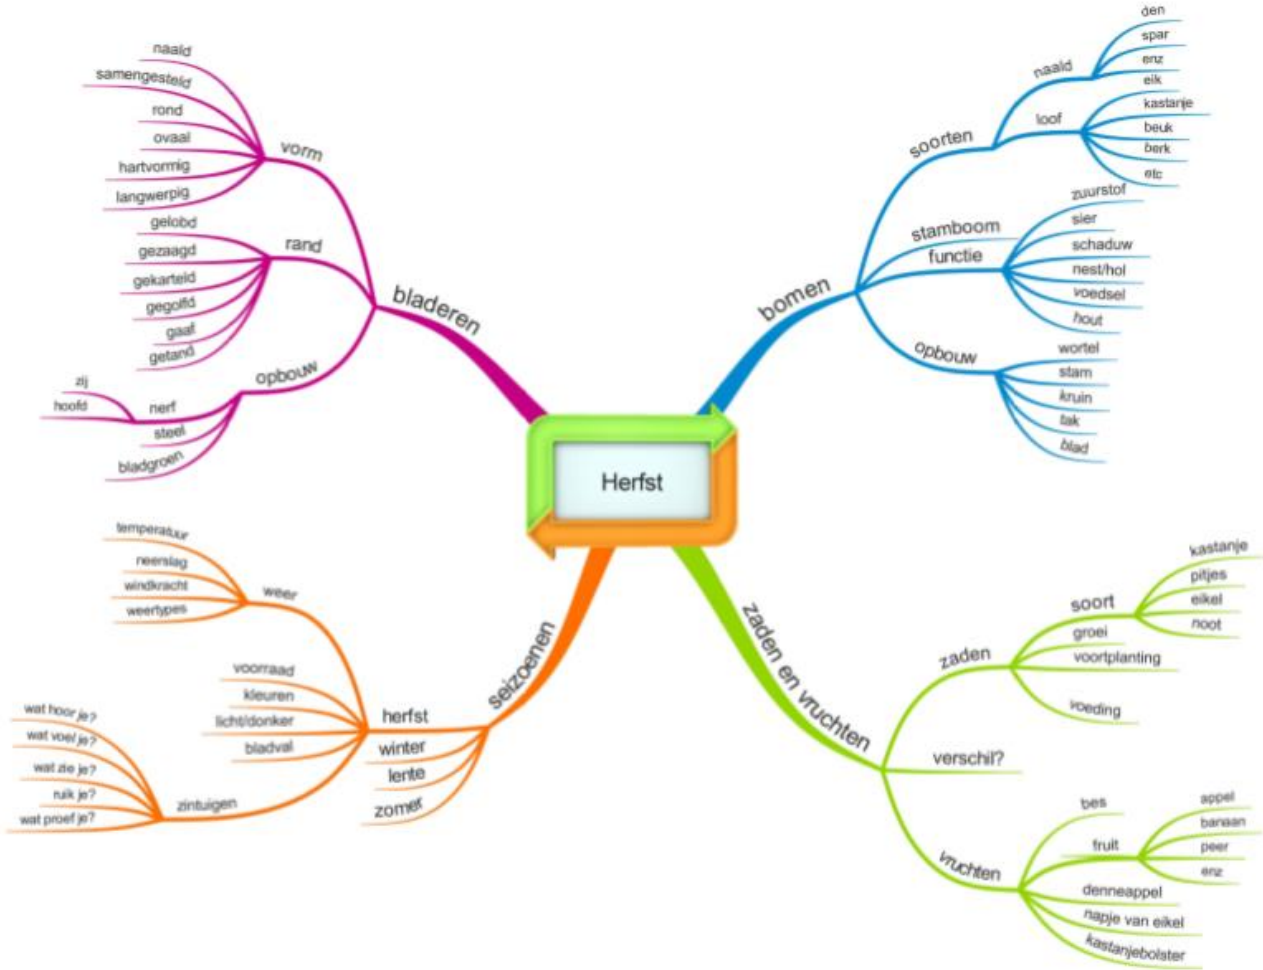 Herfst
bladeren
vorm
naald
samengesteld
rond
ovaal
hartvormig
langwerpig
rand
gelobd
gezaagd
gekarteld
gegolfd
gaaf
getand
opbouw
nerf
zij
hoofd
steel
bladgroen
bomen
soorten
naald
den
spar
enz
loof
eik
kastanje
beuk
berk
etc
stamboom
functie
zuurstof
sier
schaduw
nest/hol
voedsel
hout
opbouw
wortel
stam
kruin
tak
blad
seizoenen
herfst
weer
temperatuur
neerslag
windkracht
weertypes
voorraad
kleuren
licht/donker
bladval
zintuigen
wat hoor je?
wat voel je?
wat zie je?
ruik je?
wat proef je?
winter
lente
zomer
zaden en vruchten
zaden
soort
kastanje
pitjes
eikel
noot
groei
voortplanting
voeding
verschil?
vruchten
bes
fruit
appel
banaan
peer
enz
denneappel
napje van eikel
kastanjebolster